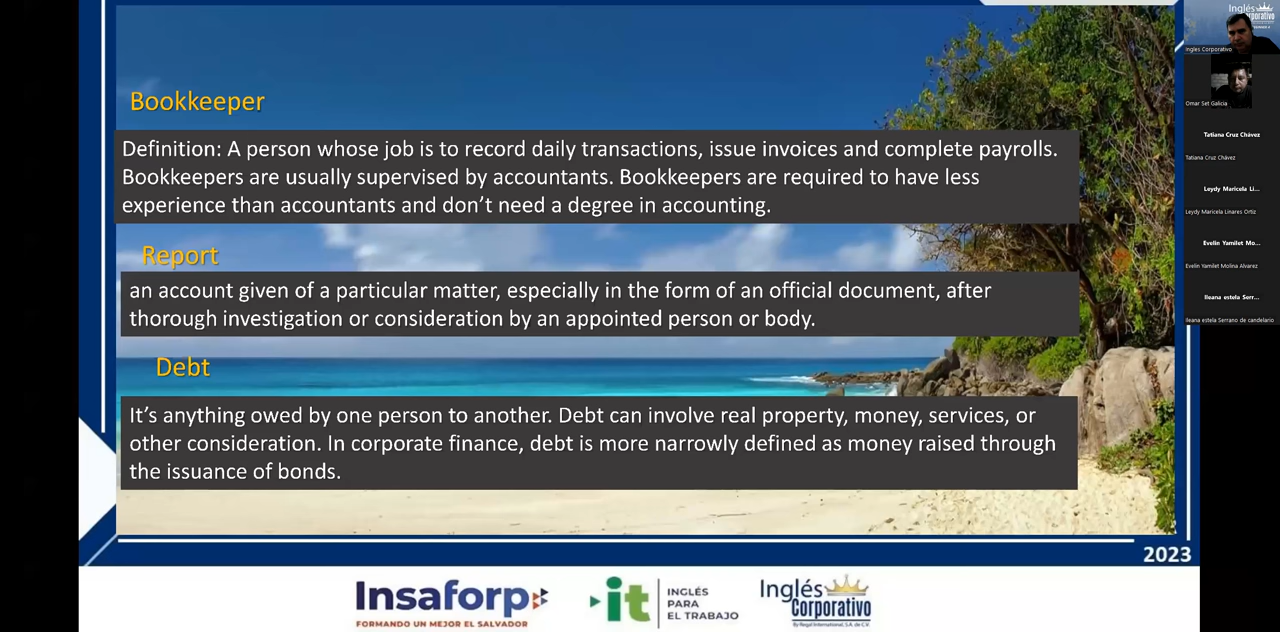 Bookkeeper
Definition: A person whose job is to record daily transactions, issue invoices and complete payrolls.
Bookkeepers are usually supervised by accountants. Bookkeepers are required to have less
experience than accountants and don’t need a degree in accounting.
Report
an account given of a particular matter, especially in the form of an official document, after
thorough investigation or consideration by an appointed person or body.
Debt
It’s anything owed by one person to another. Debt can involve real property, money, services, or
other consideration. In corporate finance, debt is more narrowly defined as money raised through
the issuance of bonds.
2023
Insaforp
FORMANDO UN MEJOR EL SALVADOR
it
INGLÉS
PARA
EL TRABAJO
Inglés
Corporativo
By Regal International, S.A. de C.V.
Inglés
Ingles Corporativo
Omar Set Galicia
Tatiana Cruz Chávez
Tatiana Cruz Chávez
Leydy Maricela Li...
Leydy Maricela Linares Ortiz
Evelin Yamilet Mo...
Evelin Yamilet Molina Alvarez
Ileana estela Serr...
Ileana estela Serrano de candelario